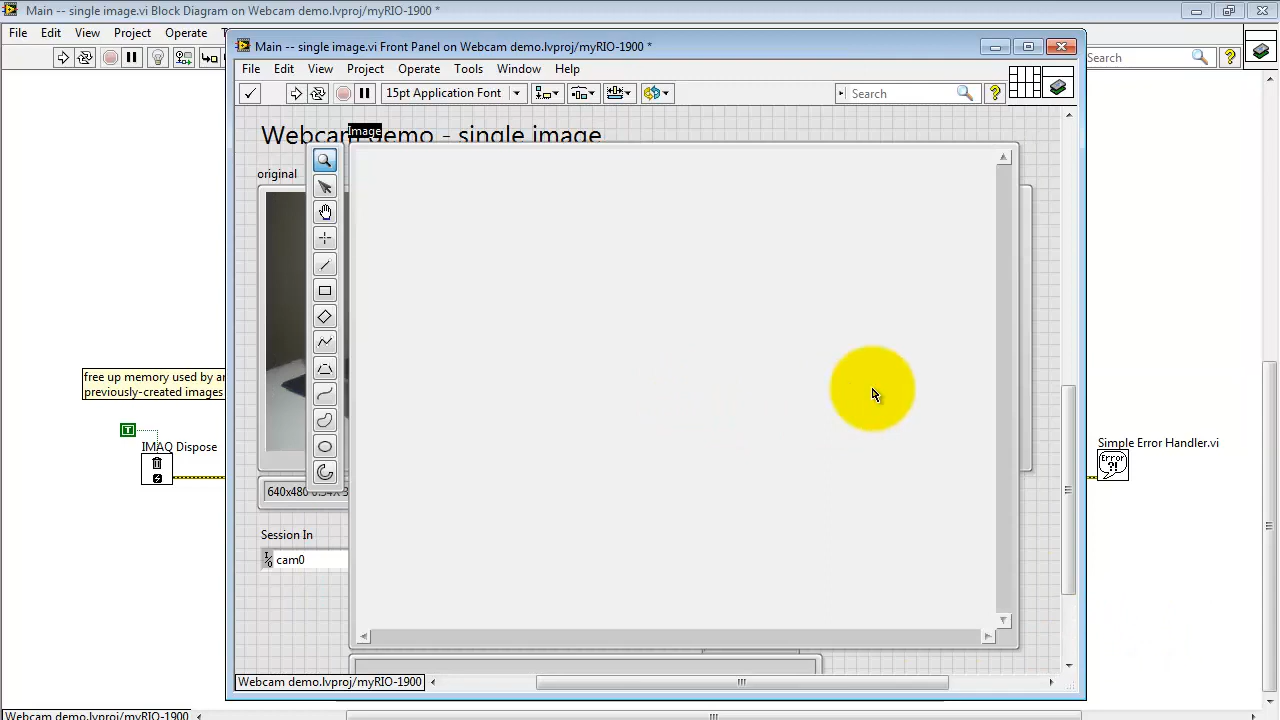 Main -- single image.vi Block Diagram on Webcam demo.lvproj/myRIO-1900 *
File Edit View Project Operate
Search
Main -- single image.vi Front Panel on Webcam demo.lvproj/myRIO-1900 *
File Edit View Project Operate Tools Window Help
15pt Application Font
Search
Webcam demo - single image
Image
original
640x480
Session In
cam0
Webcam demo.lvproj/myRIO-1900
free up memory used by
previously-created images
T
IMAQ Dispose
Simple Error Handler.vi
Error
?!
Webcam demo.lvproj/myRIO-1900